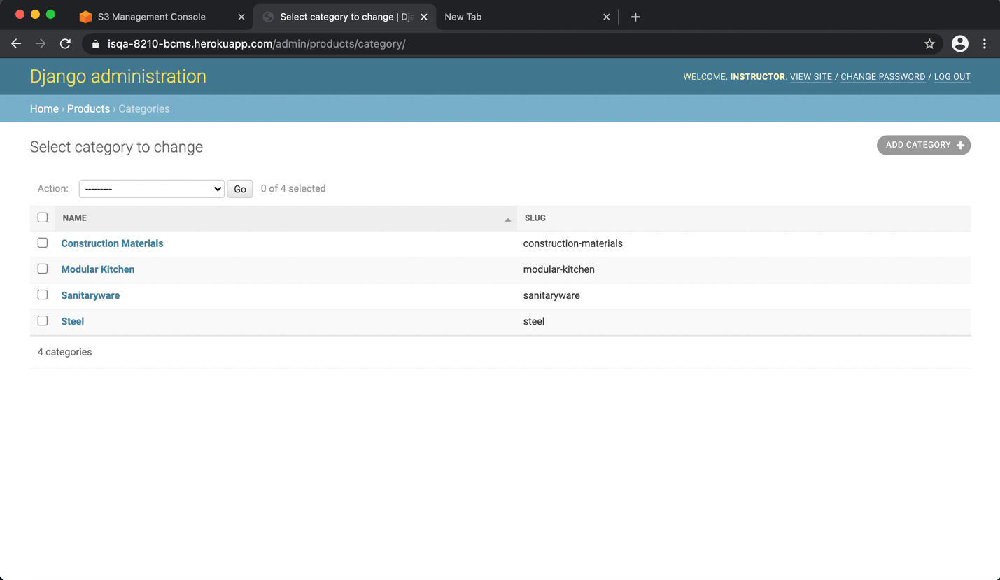 S3 Management Console
Select category to change | Dja
New Tab
isqa-8210-bcms.herokuapp.com/admin/products/category/
Django administration
WELCOME, INSTRUCTOR. VIEW SITE / CHANGE PASSWORD / LOG OUT
Home › Products › Categories
Select category to change
ADD CATEGORY
Action: --------- Go 0 of 4 selected
NAME SLUG
Construction Materials construction-materials
Modular Kitchen modular-kitchen
Sanitaryware sanitaryware
Steel steel
4 categories